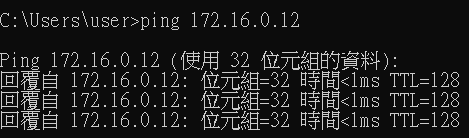 C:\Users\user>ping 172.16.0.12
Ping 172.16.0.12 (使用 32 位元組的資料):
回覆自 172.16.0.12: 位元組=32 時間<1ms TTL=128
回覆自 172.16.0.12: 位元組=32 時間<1ms TTL=128
回覆自 172.16.0.12: 位元組=32 時間<1ms TTL=128